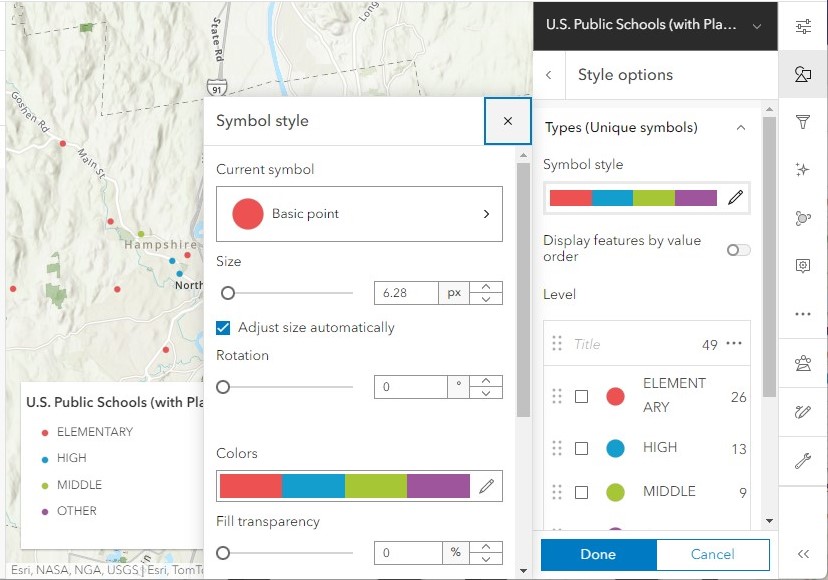 State Rd
Long
91
Goshen Rd
Main St
Hampshire
North
U.S. Public Schools (with Pla
ELEMENTARY
HIGH
MIDDLE
OTHER
Esri, NASA, NGA, USGS | Esri, TomTo
Symbol style
Current symbol
Basic point
Size
6.28 px
Adjust size automatically
Rotation
0 °
Colors
Fill transparency
0 %
U.S. Public Schools (with Pla...
Style options
Types (Unique symbols)
Symbol style
Display features by value
order
Level
Title 49
ELEMENT
ARY 26
HIGH 13
MIDDLE 9
Done Cancel